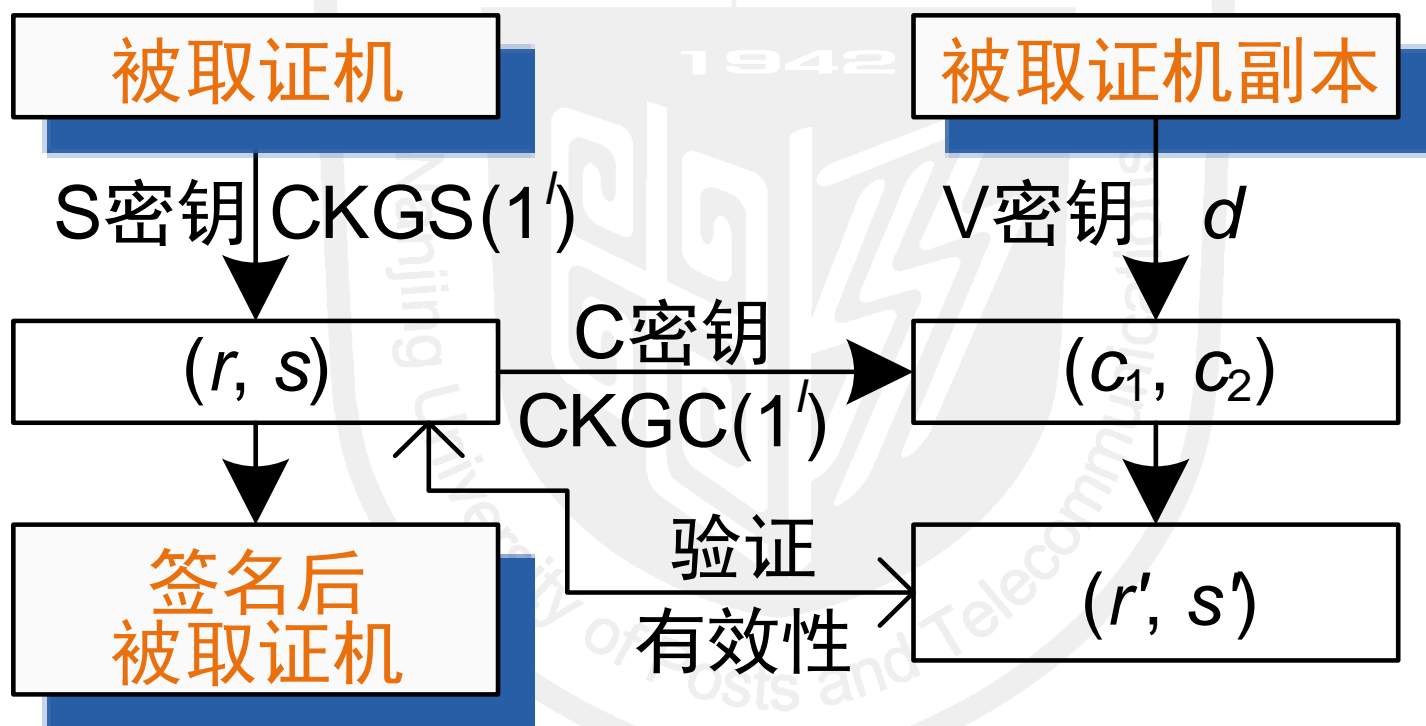 被取证机
被取证机副本
1942
S密钥 CKGS(1^l)
V密钥 d
(r, s)
C密钥
CKGC(1^l)
(c₁, c₂)
签名后
被取证机
验证
有效性
(r', s')
Nanjing University of Posts and Telecommunications